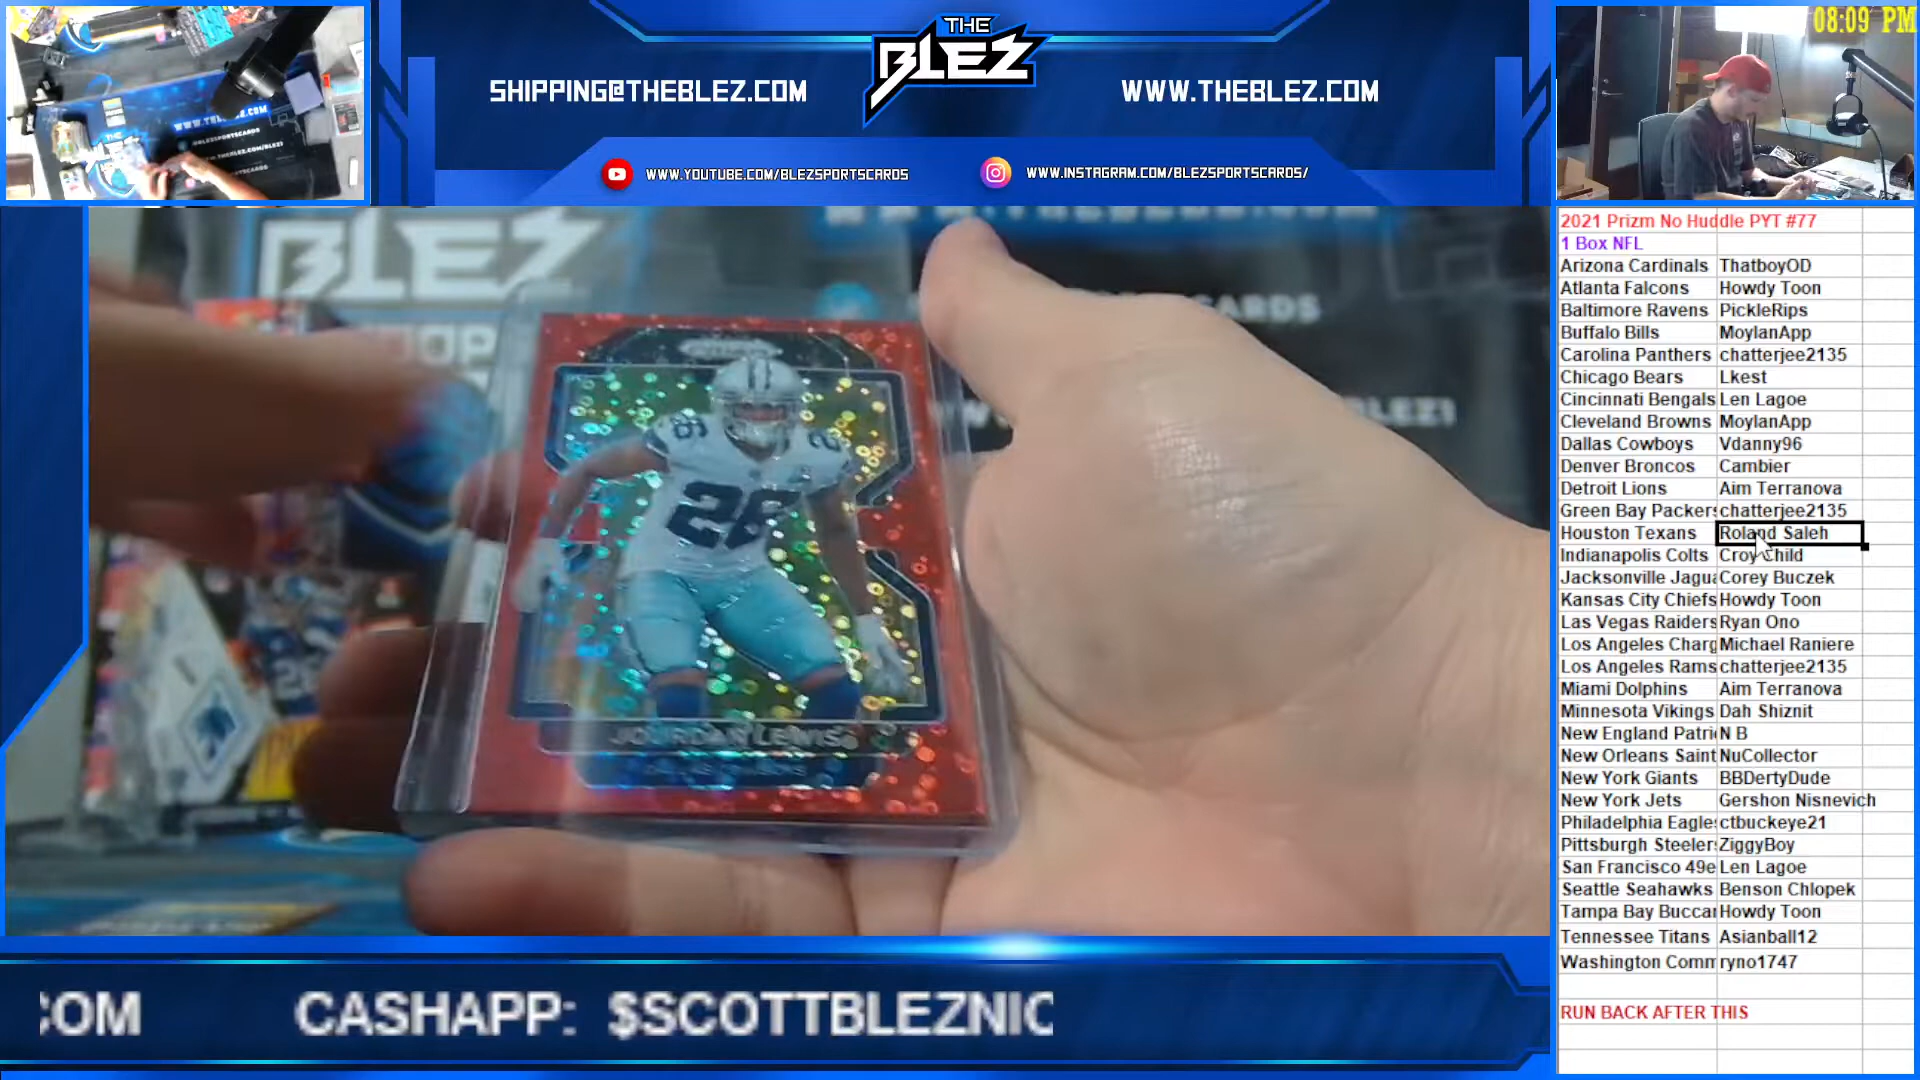 08:09 PM
THE
BLEZ
SHIPPING@THEBLEZ.COM
WWW.THEBLEZ.COM
WWW.YOUTUBE.COM/BLEZSPORTSCARDS
WWW.INSTAGRAM.COM/BLEZSPORTSCARDS/
BLEZ
26
JOURDAN LEWIS
2021 Prizm No Huddle PYT #77
1 Box NFL
Arizona Cardinals ThatboyOD
Atlanta Falcons Howdy Toon
Baltimore Ravens PickleRips
Buffalo Bills MoylanApp
Carolina Panthers chatterjee2135
Chicago Bears Lkest
Cincinnati Bengals Len Lagoe
Cleveland Browns MoylanApp
Dallas Cowboys Vdanny96
Denver Broncos Cambier
Detroit Lions Aim Terranova
Green Bay Packers chatterjee2135
Houston Texans Roland Saleh
Indianapolis Colts Croy Child
Jacksonville Jagua Corey Buczek
Kansas City Chiefs Howdy Toon
Las Vegas Raiders Ryan Ono
Los Angeles Charg Michael Raniere
Los Angeles Rams chatterjee2135
Miami Dolphins Aim Terranova
Minnesota Vikings Dah Shiznit
New England Patri N B
New Orleans Saint NuCollector
New York Giants BBDertyDude
New York Jets Gershon Nisnevich
Philadelphia Eagles ctbuckeye21
Pittsburgh Steelers ZiggyBoy
San Francisco 49e Len Lagoe
Seattle Seahawks Benson Chlopek
Tampa Bay Buccar Howdy Toon
Tennessee Titans Asianball12
Washington Comm ryno1747
RUN BACK AFTER THIS
COM CASHAPP: $SCOTTBLEZNIC